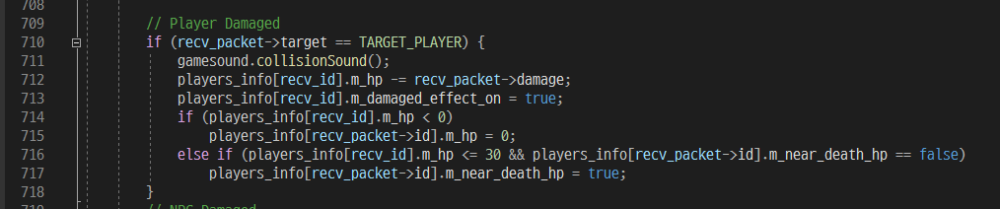 708
709 // Player Damaged
710 if (recv_packet->target == TARGET_PLAYER) {
711 gamesound.collisionSound();
712 players_info[recv_id].m_hp -= recv_packet->damage;
713 players_info[recv_id].m_damaged_effect_on = true;
714 if (players_info[recv_id].m_hp < 0)
715 players_info[recv_packet->id].m_hp = 0;
716 else if (players_info[recv_id].m_hp <= 30 && players_info[recv_packet->id].m_near_death_hp == false)
717 players_info[recv_packet->id].m_near_death_hp = true;
718 }
719 // NPC Damaged